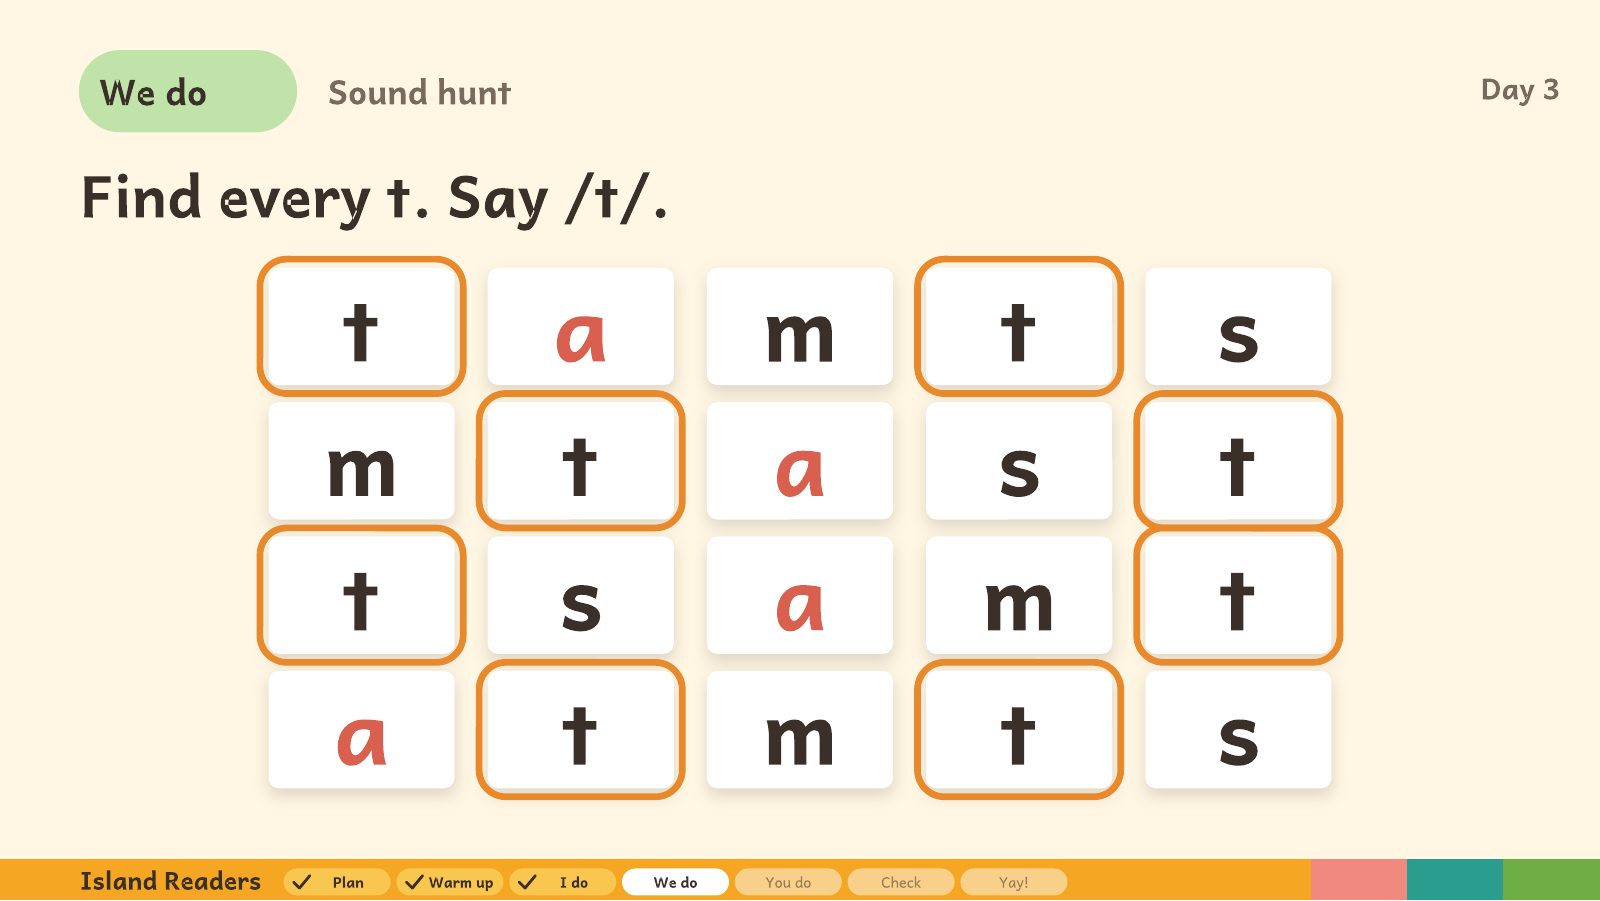 We do
Sound hunt
Day 3
Find every t. Say /t/.
t a m t s
m t a s t
t s a m t
a t m t s
Island Readers
Plan
Warm up
I do
We do
You do
Check
Yay!